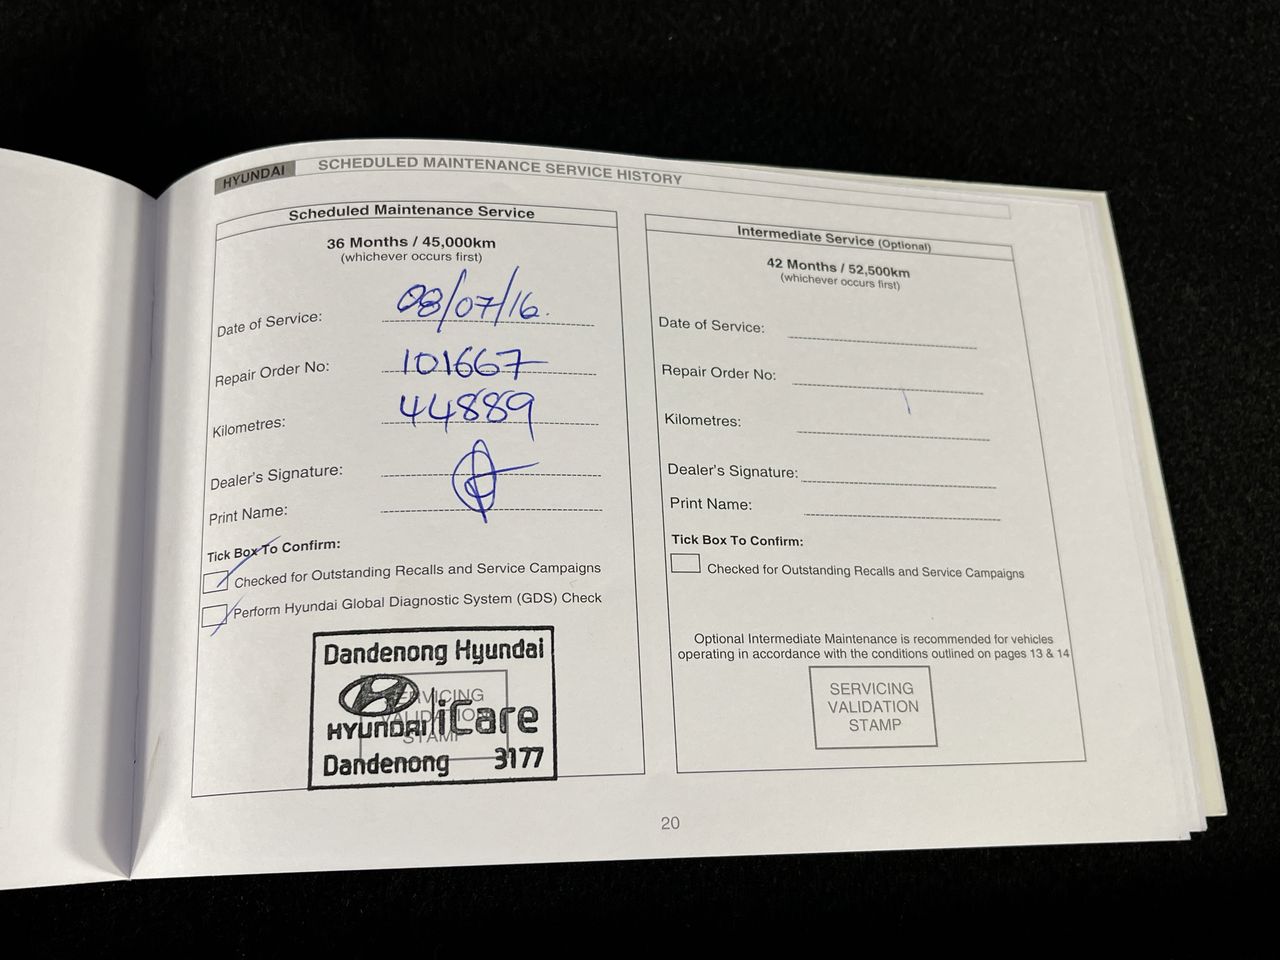 HYUNDAI SCHEDULED MAINTENANCE SERVICE HISTORY
Scheduled Maintenance Service
36 Months / 45,000km
(whichever occurs first)
Date of Service: 08/07/16.
Repair Order No: 101667
Kilometres: 44889
Dealer's Signature:
Print Name:
Tick Box To Confirm:
Checked for Outstanding Recalls and Service Campaigns
Perform Hyundai Global Diagnostic System (GDS) Check
SERVICING
VALIDATION
STAMP
Dandenong Hyundai
HYUNDAI iCare
Dandenong 3177
Intermediate Service (Optional)
42 Months / 52,500km
(whichever occurs first)
Date of Service:
Repair Order No:
Kilometres:
Dealer's Signature:
Print Name:
Tick Box To Confirm:
Checked for Outstanding Recalls and Service Campaigns
Optional Intermediate Maintenance is recommended for vehicles
operating in accordance with the conditions outlined on pages 13 & 14
SERVICING
VALIDATION
STAMP
20